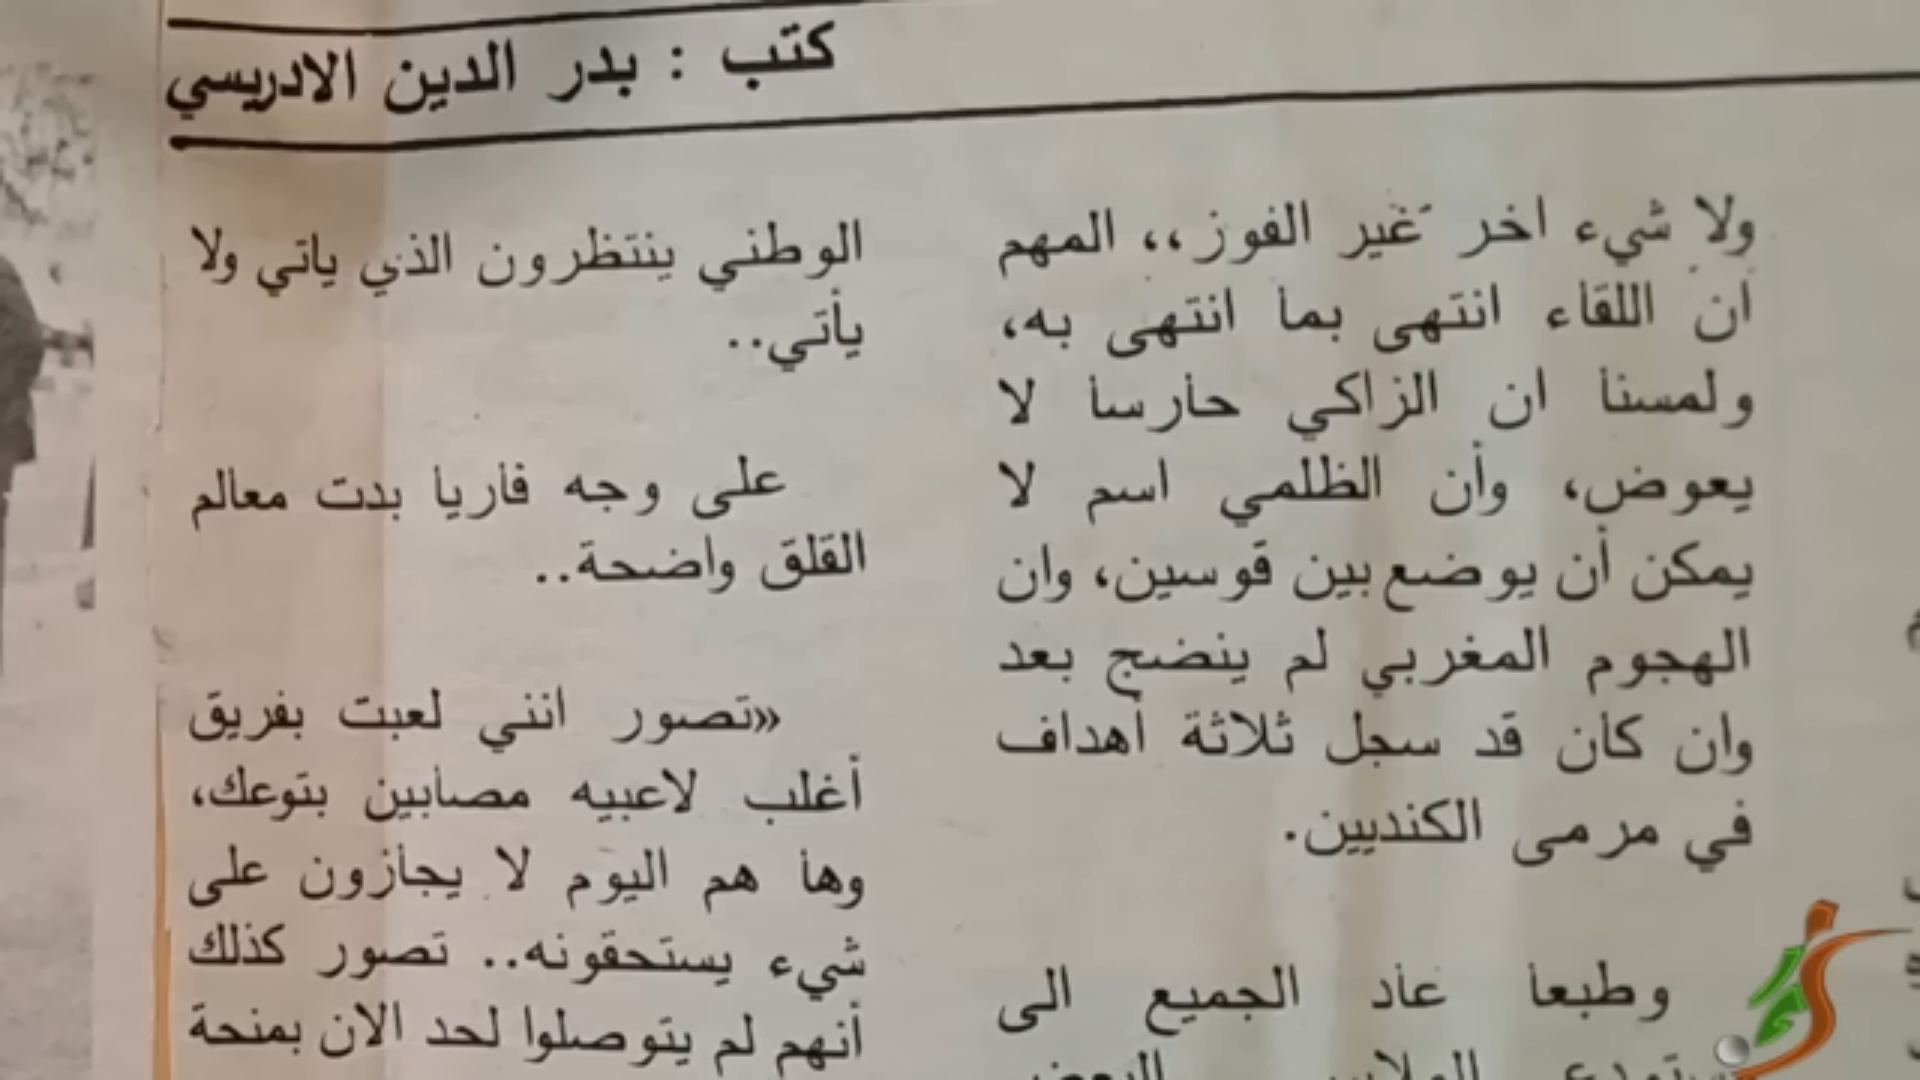 كتب : بدر الدين الادريسي
ولا شيء اخر غير الفوز،، المهم
أن اللقاء انتهى بما انتهى به،
ولمسنا ان الزاكي حارسا لا
يعوض، وأن الظلمي اسم لا
يمكن أن يوضع بين قوسين، وان
الهجوم المغربي لم ينضج بعد
وان كان قد سجل ثلاثة أهداف
في مرمى الكنديين.
وطبعا عاد الجميع الى
الوطني ينتظرون الذي ياتي ولا
يأتي..
على وجه فاريا بدت معالم
القلق واضحة..
«تصور انني لعبت بفريق
أغلب لاعبيه مصابين بتوعك،
وها هم اليوم لا يجازون على
شيء يستحقونه.. تصور كذلك
أنهم لم يتوصلوا لحد الان بمنحة